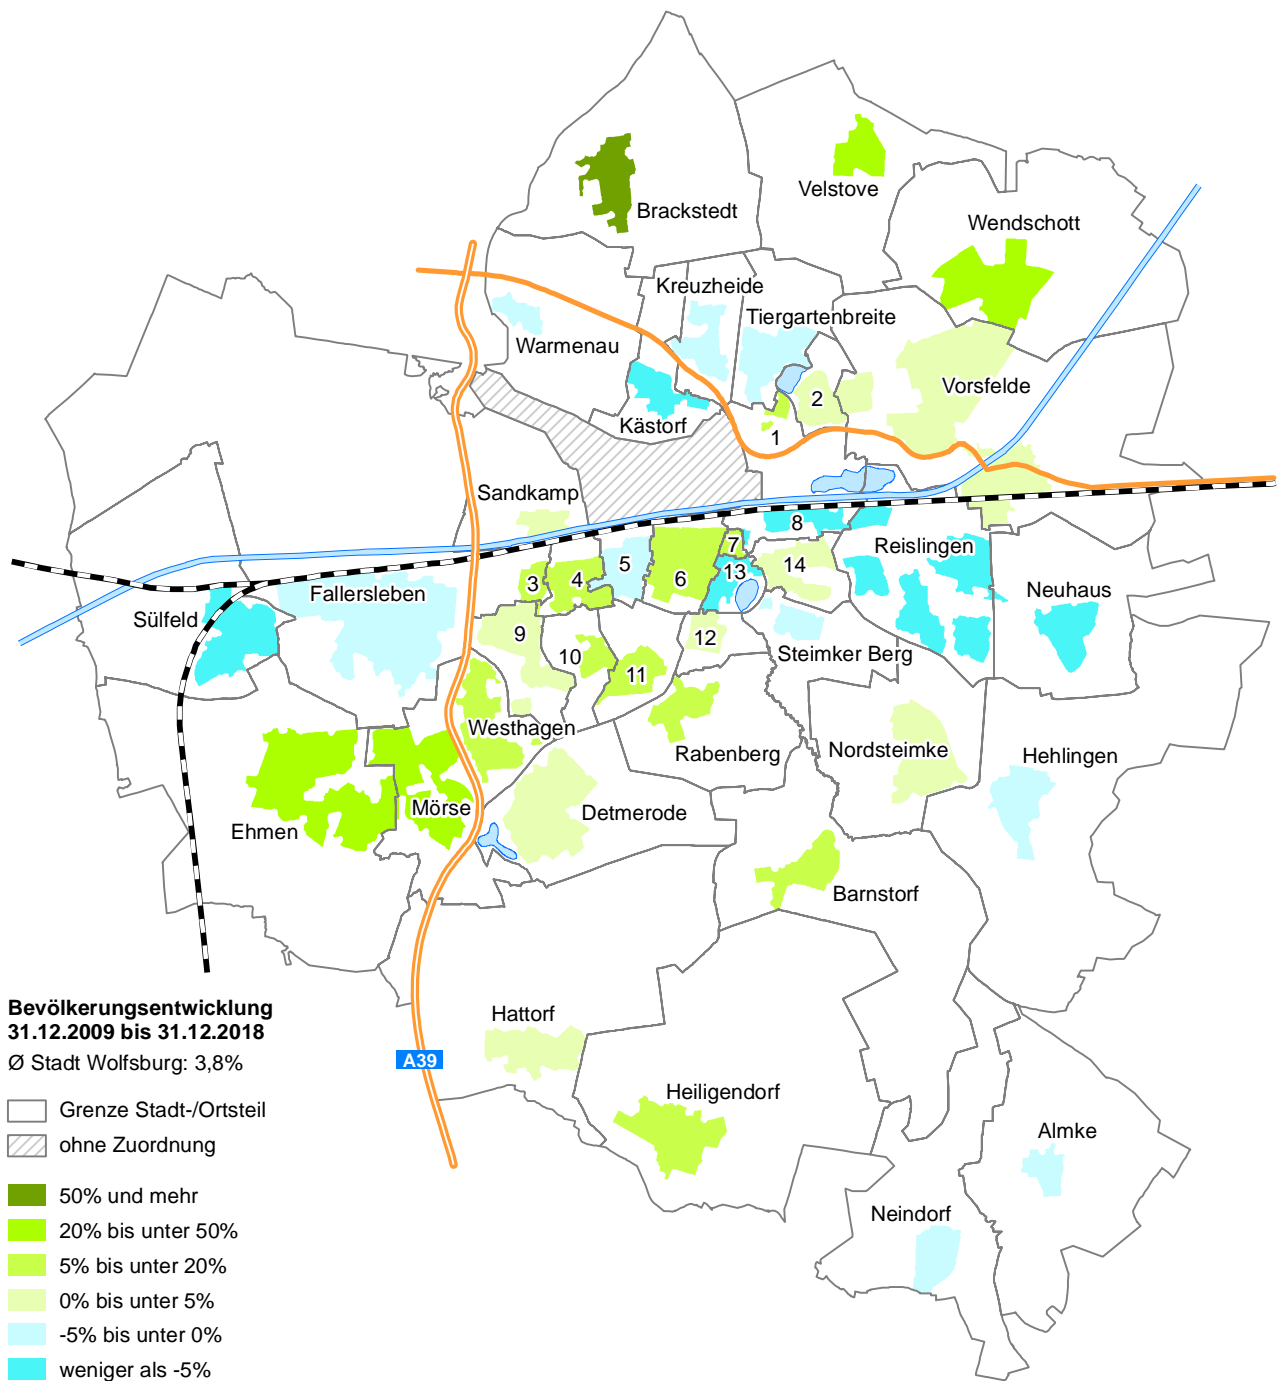 Brackstedt
Velstove
Wendschott
Kreuzheide
Tiergartenbreite
Warmenau
Vorsfelde
Kästorf
2
1
Sandkamp
8
Reislingen
7
5
14
13
Fallersleben
3
4
6
Neuhaus
Sülfeld
9
12
10
Steimker Berg
11
Westhagen
Rabenberg
Nordsteimke
Hehlingen
Mörse
Detmerode
Ehmen
Barnstorf
Bevölkerungsentwicklung
31.12.2009 bis 31.12.2018
Ø Stadt Wolfsburg: 3,8%
Hattorf
A39
Heiligendorf
Grenze Stadt-/Ortsteil
Almke
ohne Zuordnung
50% und mehr
Neindorf
20% bis unter 50%
5% bis unter 20%
0% bis unter 5%
-5% bis unter 0%
weniger als -5%